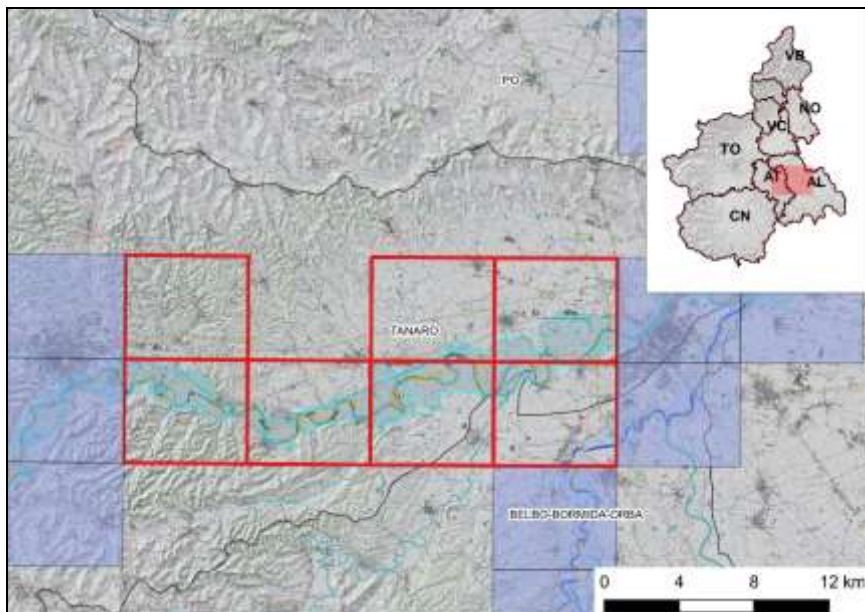 PO
VB
NO
VC
TO
AT
AL
CN
TANARO
BELBO-BORMIDA-ORBA
0 4 8 12 km